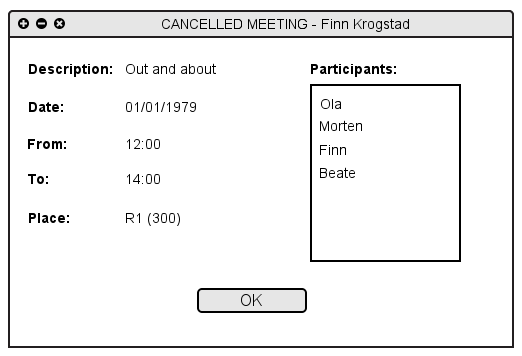 CANCELLED MEETING - Finn Krogstad
Description: Out and about
Date: 01/01/1979
From: 12:00
To: 14:00
Place: R1 (300)
Participants:
Ola
Morten
Finn
Beate
OK